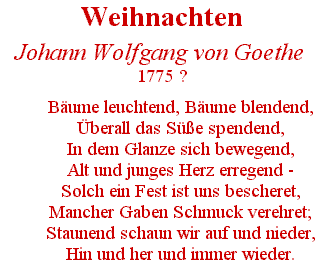 Weihnachten
Johann Wolfgang von Goethe
1775 ?
Bäume leuchtend, Bäume blendend,
Überall das Süße spendend,
In dem Glanze sich bewegend,
Alt und junges Herz erregend -
Solch ein Fest ist uns bescheret,
Mancher Gaben Schmuck verehret;
Staunend schaun wir auf und nieder,
Hin und her und immer wieder.